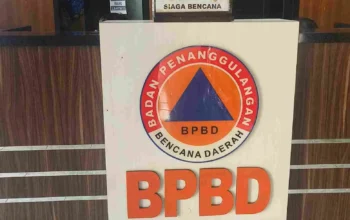 SIAGA BENCANA
BADAN PENANGGULANGAN
BPBD
BENCANA DAERAH
BPBD